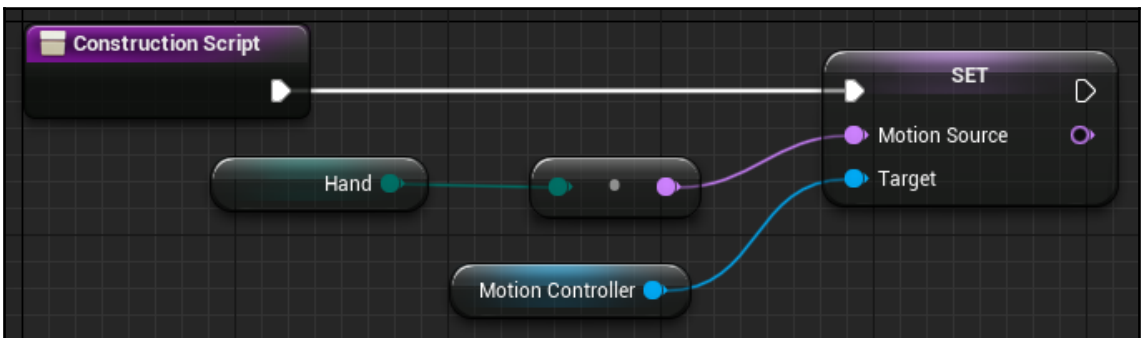 Construction Script
SET
Motion Source
Hand
Target
Motion Controller